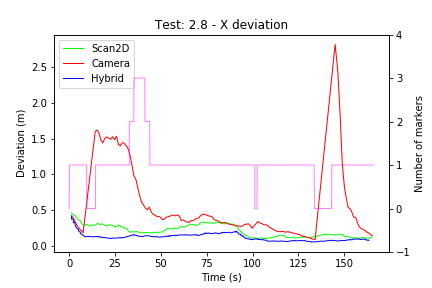 Test: 2.8 - X deviation
Scan2D
Camera
Hybrid
Deviation (m)
0.0
0.5
1.0
1.5
2.0
2.5
Number of markers
−1
0
1
2
3
4
0
25
50
75
100
125
150
Time (s)